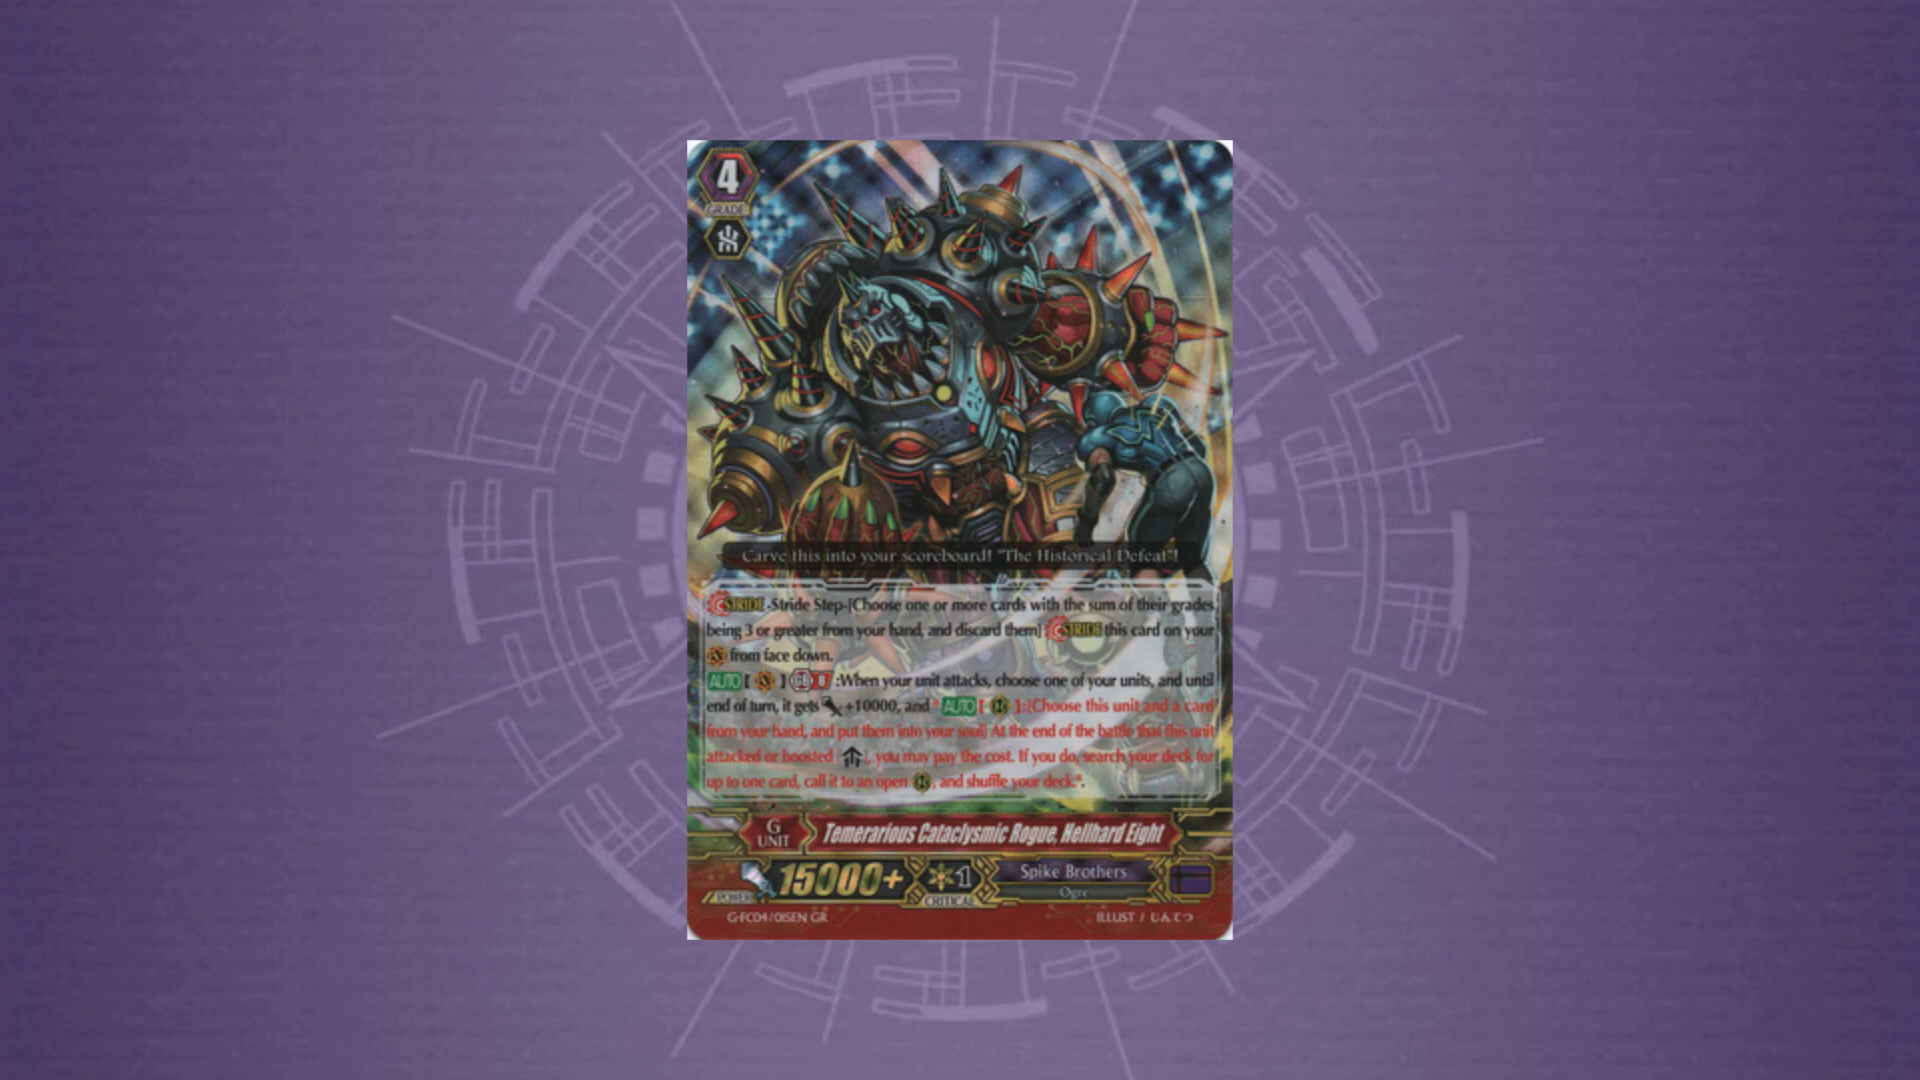 4
GRADE
Carve this into your scoreboard! "The Historical Defeat"!
STRIDE -Stride Step-[Choose one or more cards with the sum of their grades
being 3 or greater from your hand, and discard them] STRIDE this card on your
from face down.
AUTO [ ] GB 8 :When your unit attacks, choose one of your units, and until
end of turn, it gets +10000, and "AUTO [ ]:[Choose this unit and a card
from your hand, and put them into your soul] At the end of the battle that this unit
attacked or boosted , you may pay the cost. If you do, search your deck for
up to one card, call it to an open , and shuffle your deck.".
G
UNIT
Temerarious Cataclysmic Rogue, Hellhard Eight
POWER
15000+
1
CRITICAL
Spike Brothers
Ogre
G-FC04/015EN GR
ILLUST / じんてつ